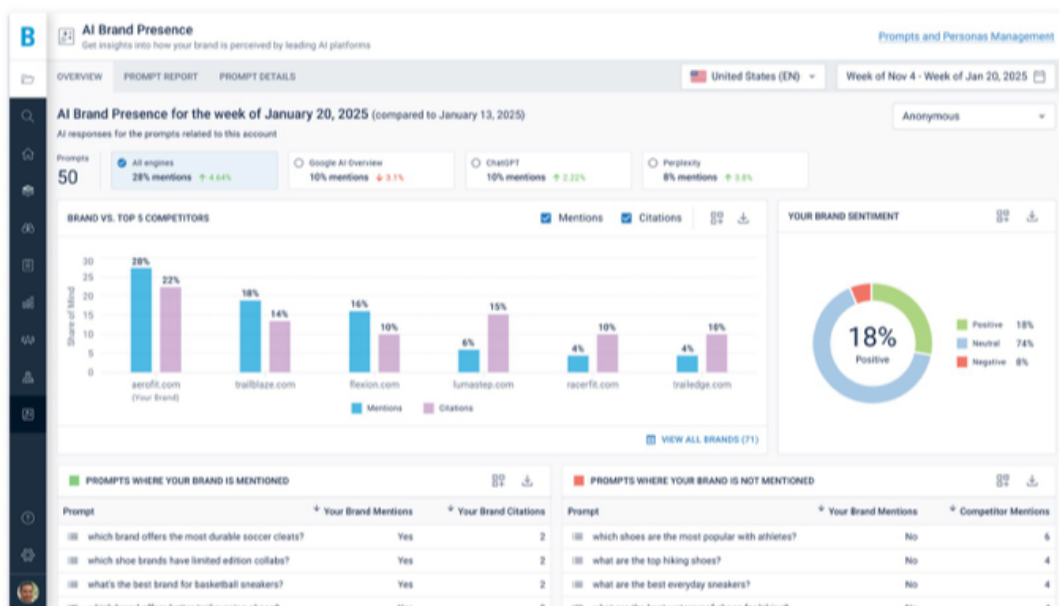 B
AI Brand Presence
Get insights into how your brand is perceived by leading AI platforms
Prompts and Personas Management
OVERVIEW PROMPT REPORT PROMPT DETAILS
United States (EN)
Week of Nov 4 - Week of Jan 20, 2025
AI Brand Presence for the week of January 20, 2025 (compared to January 13, 2025)
Anonymous
AI responses for the prompts related to this account
Prompts
50
All engines
28% mentions 4.64%
Google AI Overview
10% mentions 3.1%
ChatGPT
10% mentions 2.22%
Perplexity
8% mentions 3.8%
BRAND VS. TOP 5 COMPETITORS
Mentions Citations
Share of Mind
30
25
20
15
10
5
0
28% 22%
18% 14%
16% 10%
6% 15%
4% 10%
4% 10%
aerofit.com
(Your Brand)
trailblaze.com
flexion.com
lumastep.com
racerfit.com
trailedge.com
Mentions Citations
VIEW ALL BRANDS (71)
YOUR BRAND SENTIMENT
18%
Positive
Positive 18%
Neutral 74%
Negative 8%
PROMPTS WHERE YOUR BRAND IS MENTIONED
Prompt Your Brand Mentions Your Brand Citations
which brand offers the most durable soccer cleats? Yes 2
which shoe brands have limited edition collabs? Yes 2
what's the best brand for basketball sneakers? Yes 2
PROMPTS WHERE YOUR BRAND IS NOT MENTIONED
Prompt Your Brand Mentions Competitor Mentions
which shoes are the most popular with athletes? No 6
what are the top hiking shoes? No 4
what are the best everyday sneakers? No 4